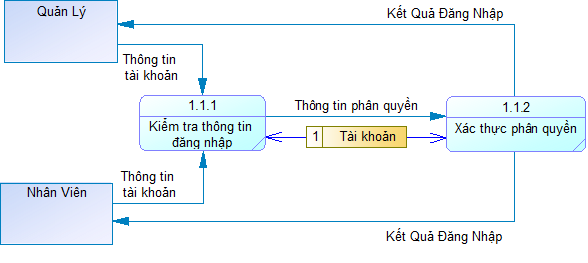 Quản Lý
Kết Quả Đăng Nhập
Thông tin
tài khoản
1.1.1
Kiểm tra thông tin
đăng nhập
Thông tin phân quyền
1 Tài khoản
1.1.2
Xác thực phân quyền
Nhân Viên
Thông tin
tài khoản
Kết Quả Đăng Nhập